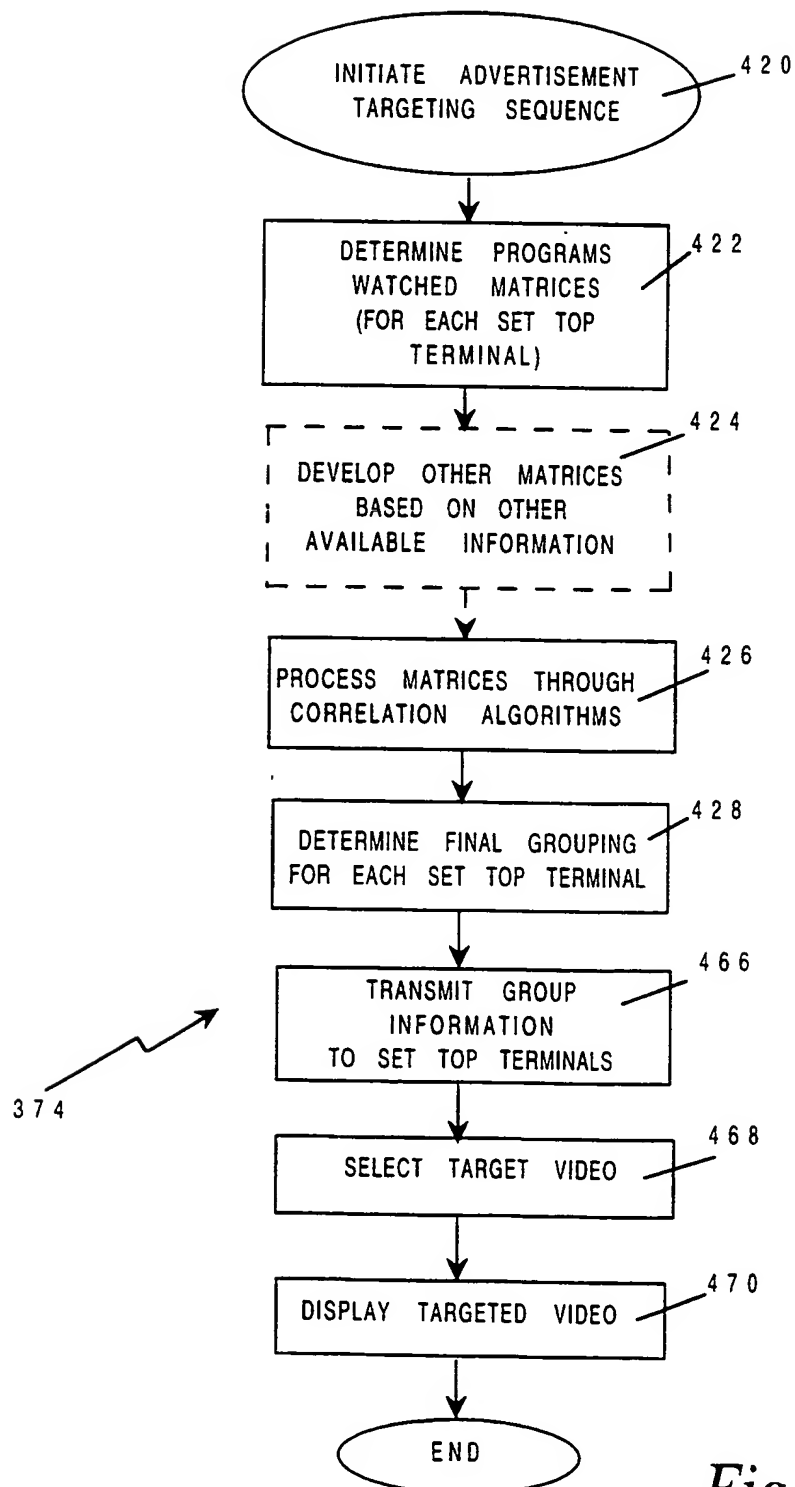 INITIATE ADVERTISEMENT
TARGETING SEQUENCE
420
DETERMINE PROGRAMS
WATCHED MATRICES
(FOR EACH SET TOP
TERMINAL)
422
424
DEVELOP OTHER MATRICES
BASED ON OTHER
AVAILABLE INFORMATION
426
PROCESS MATRICES THROUGH
CORRELATION ALGORITHMS
428
DETERMINE FINAL GROUPING
FOR EACH SET TOP TERMINAL
466
TRANSMIT GROUP
INFORMATION
TO SET TOP TERMINALS
374
468
SELECT TARGET VIDEO
470
DISPLAY TARGETED VIDEO
END
Fig